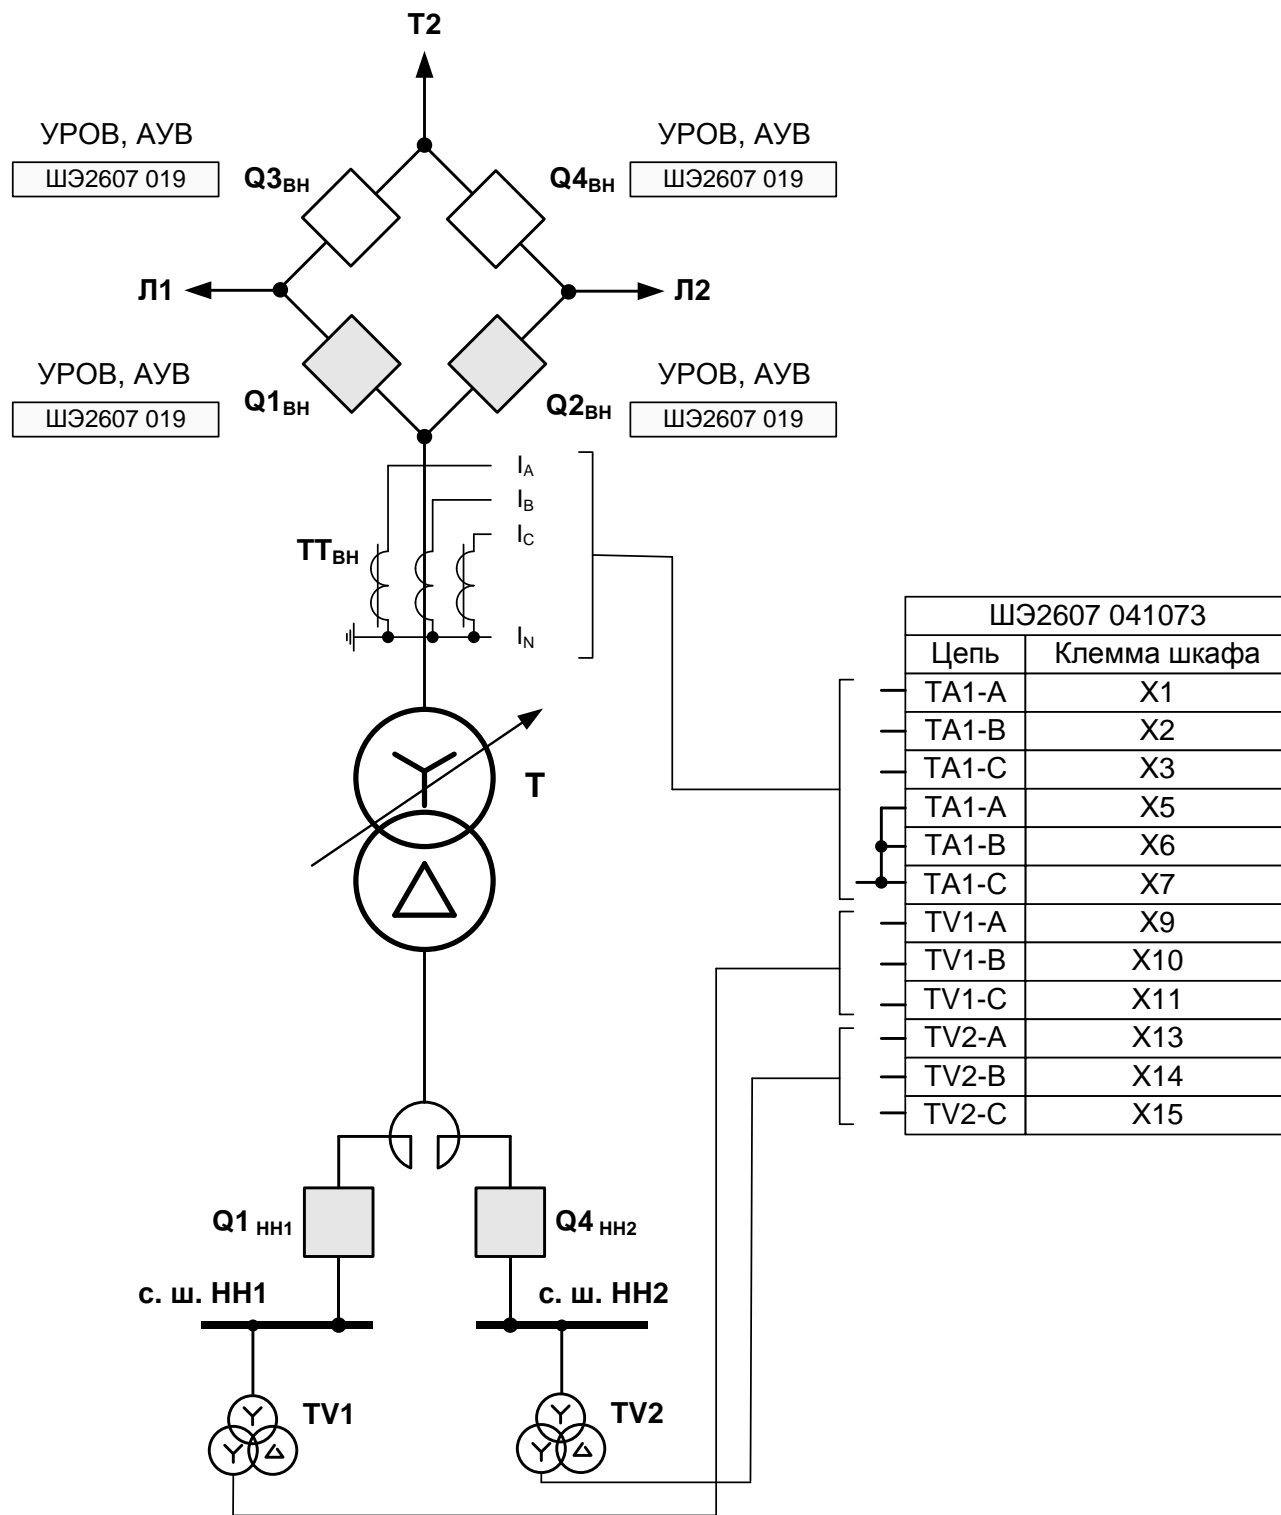 T2
УРОВ, АУВ
ШЭ2607 019
Q3ВН
Q4ВН
УРОВ, АУВ
ШЭ2607 019
Л1
Л2
УРОВ, АУВ
ШЭ2607 019
Q1ВН
Q2ВН
УРОВ, АУВ
ШЭ2607 019
IA
IB
IC
ТТВН
IN
T
ШЭ2607 041073
Цепь Клемма шкафа
TA1-A X1
TA1-B X2
TA1-C X3
TA1-A X5
TA1-B X6
TA1-C X7
TV1-A X9
TV1-B X10
TV1-C X11
TV2-A X13
TV2-B X14
TV2-C X15
Q1 НН1
Q4 НН2
с. ш. НН1
с. ш. НН2
TV1
TV2